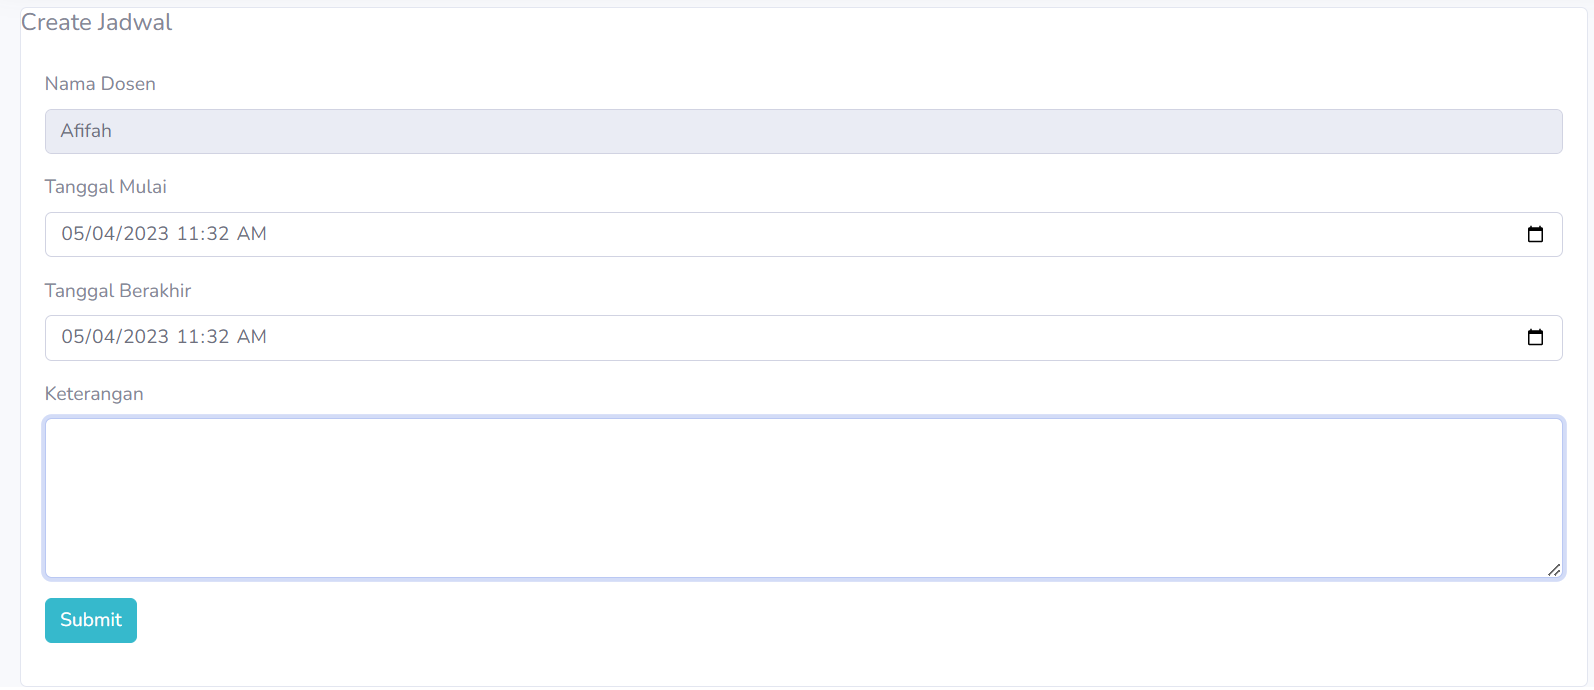 Create Jadwal
Nama Dosen
Afifah
Tanggal Mulai
05/04/2023 11:32 AM
Tanggal Berakhir
05/04/2023 11:32 AM
Keterangan
Submit